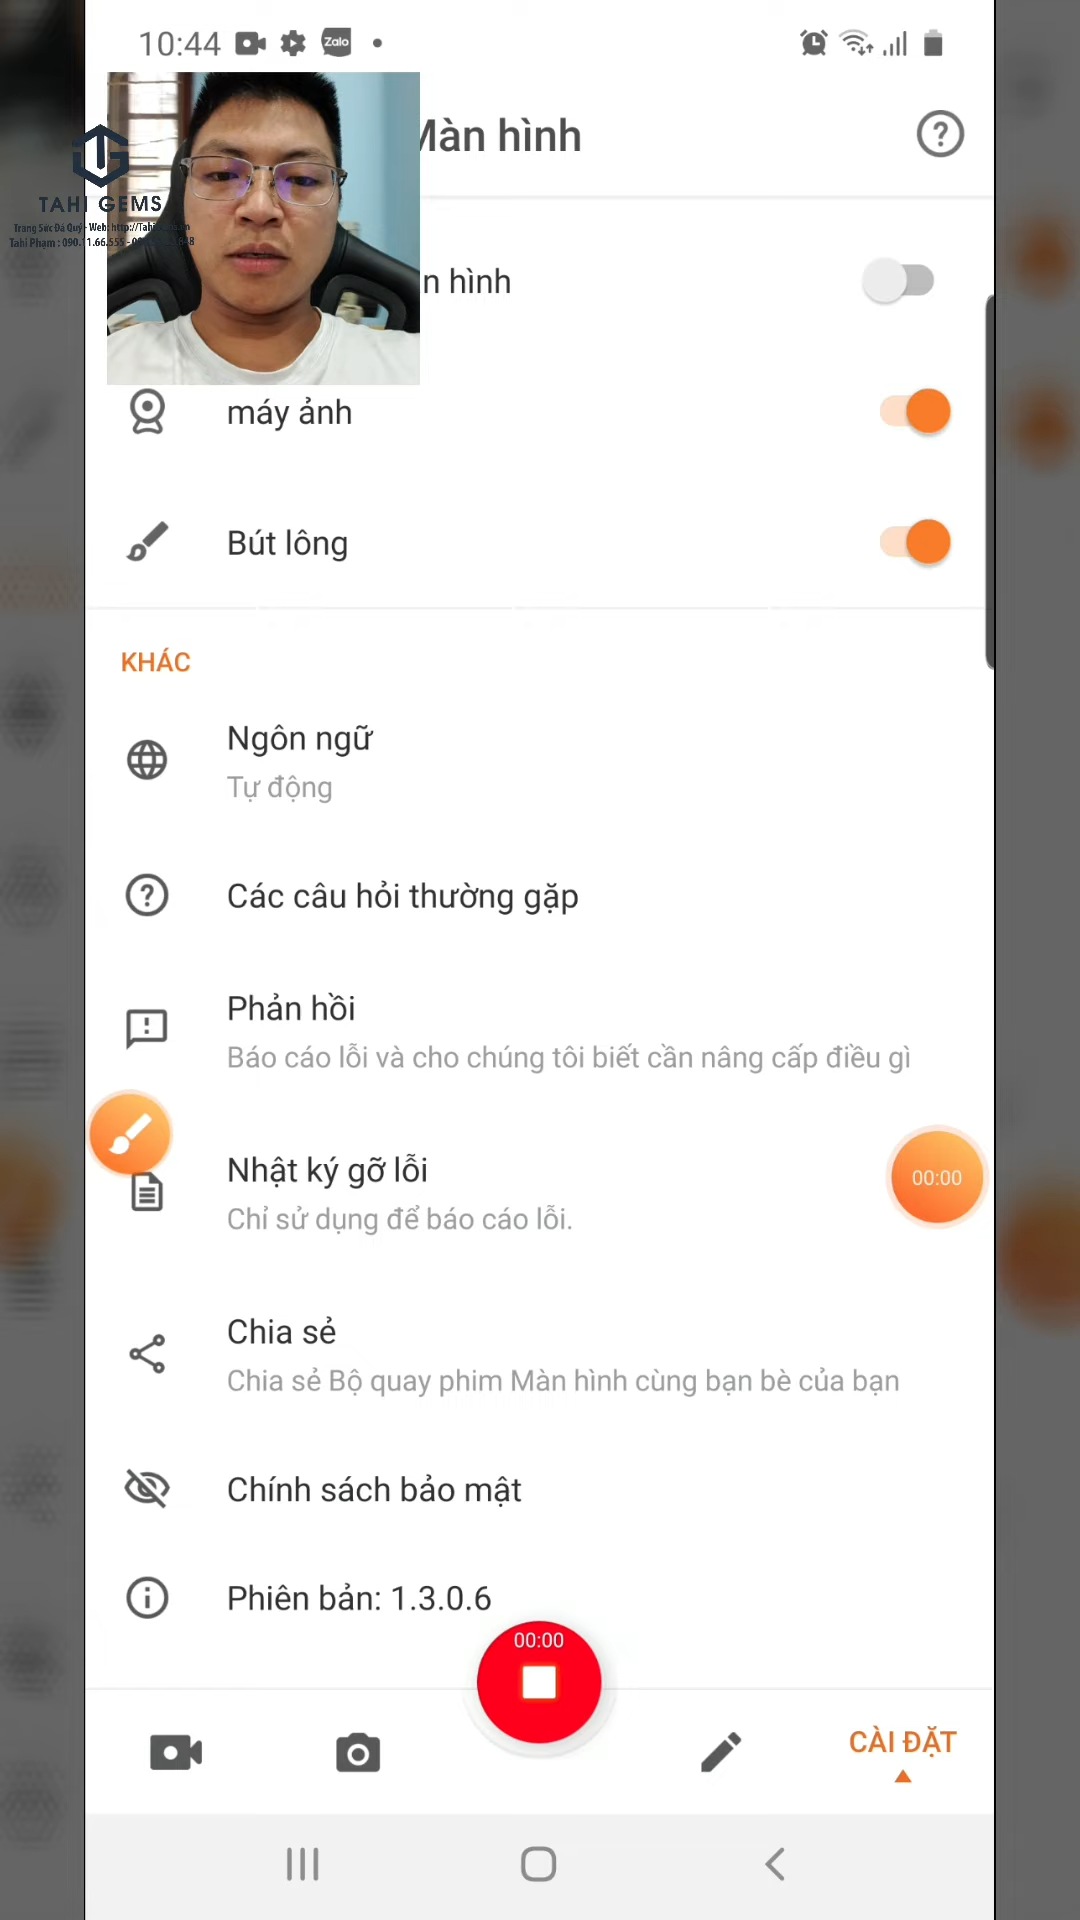 10:44
Zalo
Màn hình
TAHI GEMS
n hình
máy ảnh
Bút lông
KHÁC
Ngôn ngữ
Tự động
Các câu hỏi thường gặp
Phản hồi
Báo cáo lỗi và cho chúng tôi biết cần nâng cấp điều gì
Nhật ký gỡ lỗi
Chỉ sử dụng để báo cáo lỗi.
00:00
Chia sẻ
Chia sẻ Bộ quay phim Màn hình cùng bạn bè của bạn
Chính sách bảo mật
Phiên bản: 1.3.0.6
00:00
CÀI ĐẶT